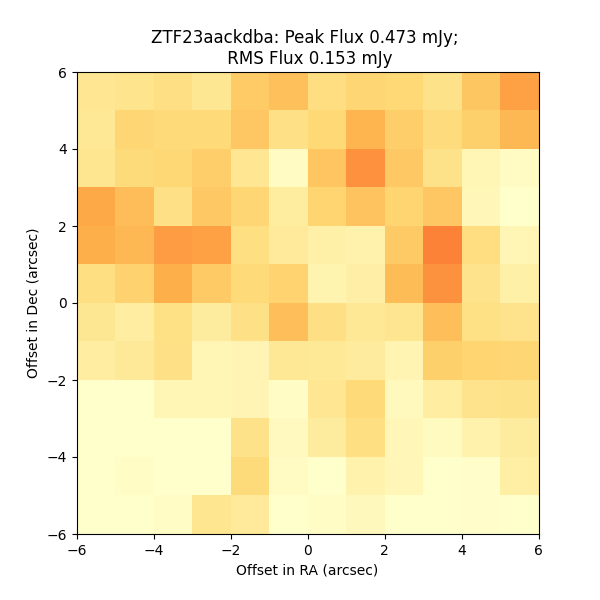 ZTF23aackdba: Peak Flux 0.473 mJy;
RMS Flux 0.153 mJy
6
4
2
0
−2
−4
−6
Offset in Dec (arcsec)
−6 −4 −2 0 2 4 6
Offset in RA (arcsec)